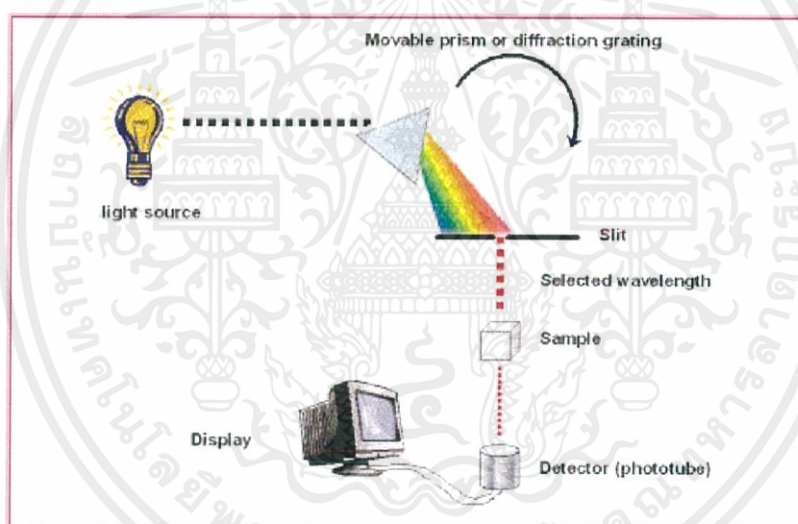 Movable prism or diffraction grating
light source
Slit
Selected wavelength
Sample
Display
Detector (phototube)